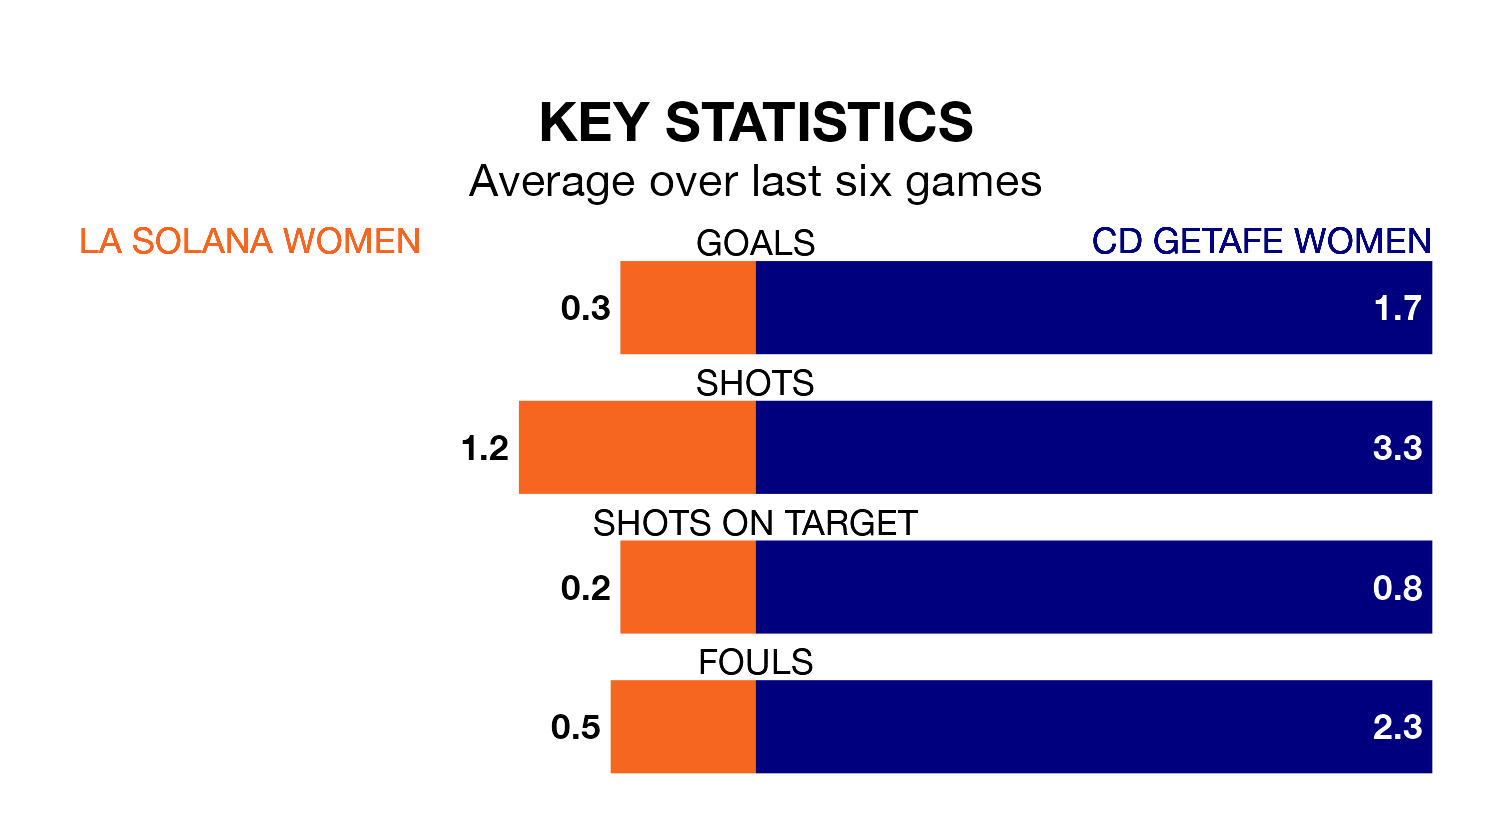 KEY STATISTICS
Average over last six games
LA SOLANA WOMEN
GOALS
CD GETAFE WOMEN
0.3
1.7
SHOTS
1.2
3.3
SHOTS ON TARGET
0.2
0.8
FOULS
0.5
2.3